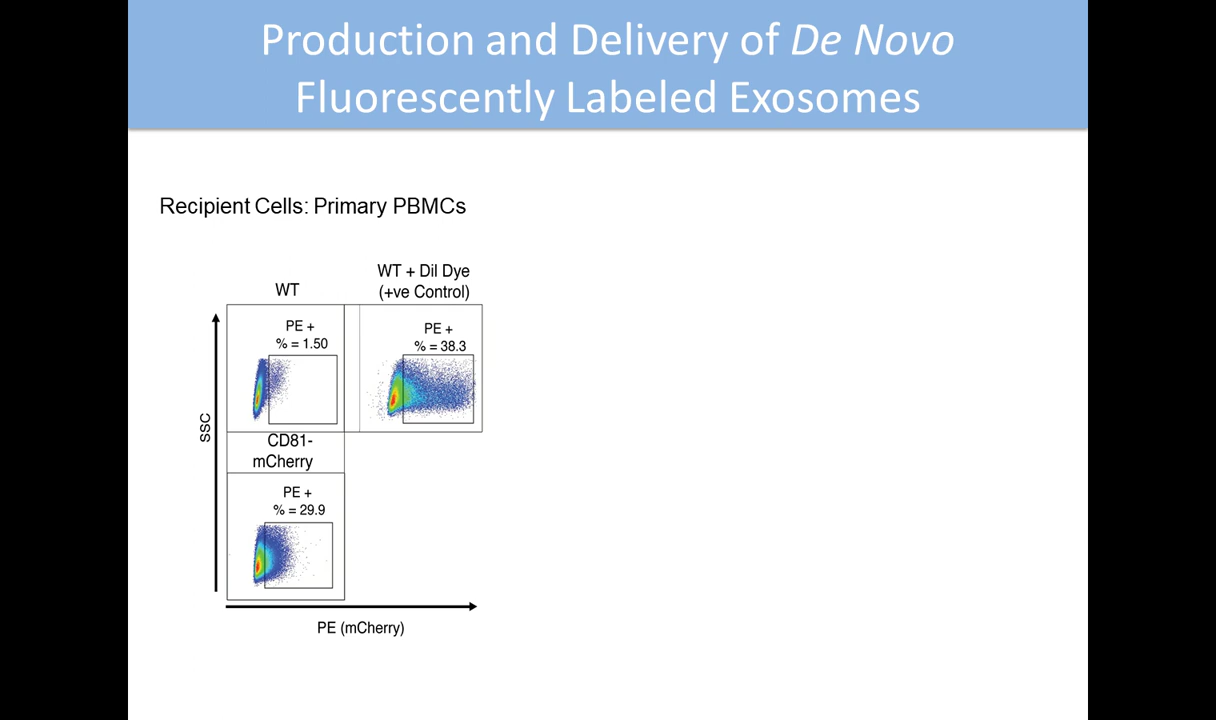 Production and Delivery of De Novo
Fluorescently Labeled Exosomes
Recipient Cells: Primary PBMCs
WT
WT + Dil Dye
(+ve Control)
PE +
% = 1.50
PE +
% = 38.3
SSC
CD81-
mCherry
PE +
% = 29.9
PE (mCherry)